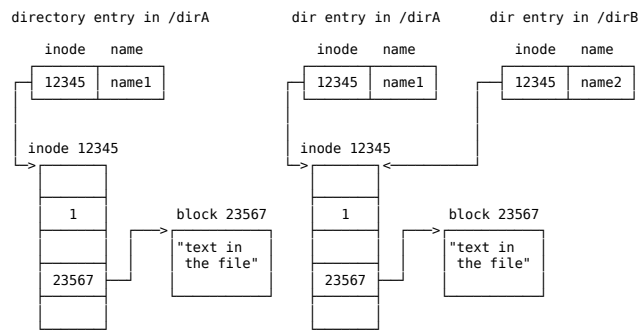 directory entry in /dirA
inode name
12345 name1
inode 12345
1
block 23567
"text in
the file"
23567
dir entry in /dirA
dir entry in /dirB
inode name
inode name
12345 name1
12345 name2
inode 12345
1
block 23567
"text in
the file"
23567